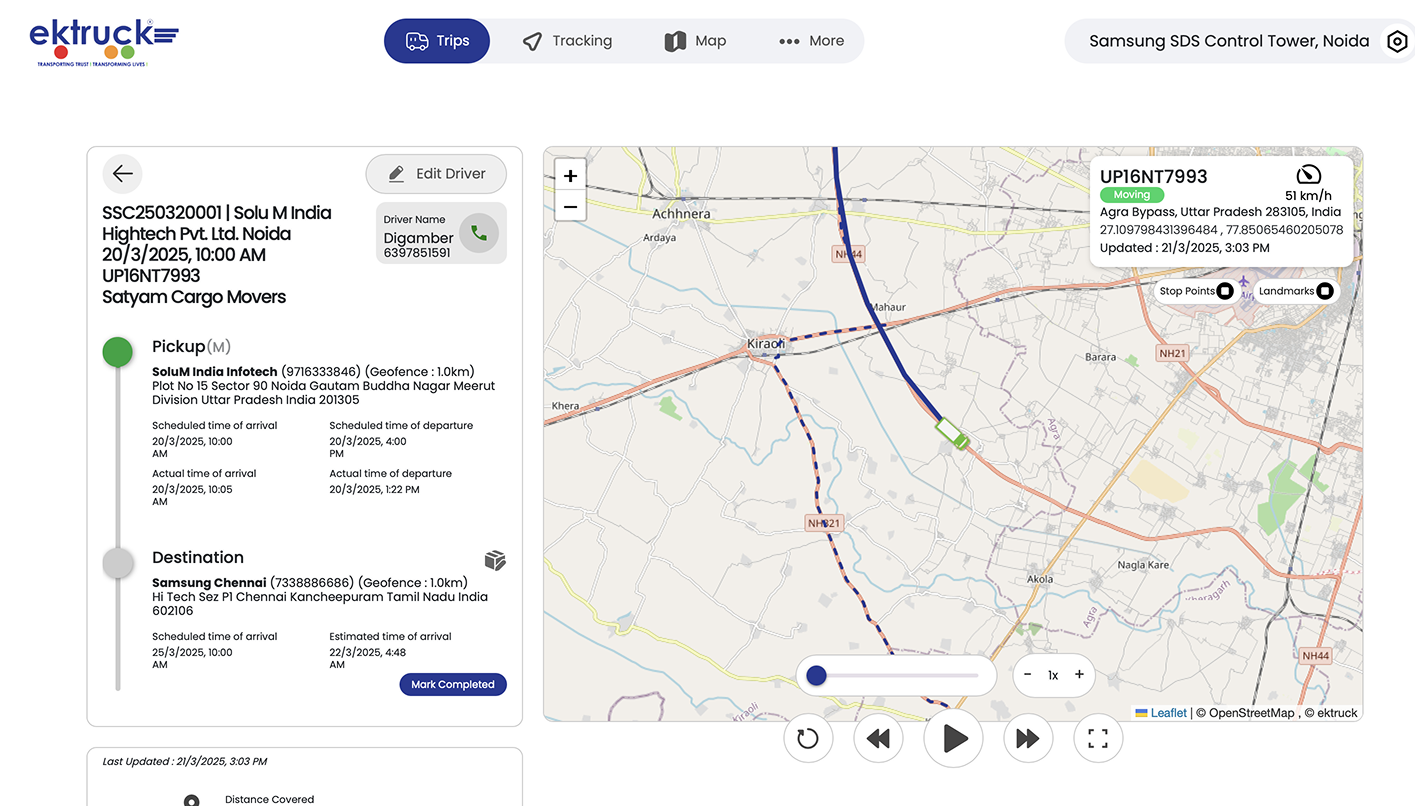 ektruck
TRANSPORTING TRUST | TRANSFORMING LIVES |
Trips
Tracking
Map
More
Samsung SDS Control Tower, Noida
Edit Driver
SSC250320001 | Solu M India
Hightech Pvt. Ltd. Noida
20/3/2025, 10:00 AM
UP16NT7993
Satyam Cargo Movers
Driver Name
Digamber
6397851591
Pickup(M)
SoluM India Infotech (9716333846) (Geofence : 1.0km)
Plot No 15 Sector 90 Noida Gautam Buddha Nagar Meerut
Division Uttar Pradesh India 201305
Scheduled time of arrival
20/3/2025, 10:00
AM
Scheduled time of departure
20/3/2025, 4:00
PM
Actual time of arrival
20/3/2025, 10:05
AM
Actual time of departure
20/3/2025, 1:22 PM
Destination
Samsung Chennai (7338886686) (Geofence : 1.0km)
Hi Tech Sez P1 Chennai Kancheepuram Tamil Nadu India
602106
Scheduled time of arrival
25/3/2025, 10:00
AM
Estimated time of arrival
22/3/2025, 4:48
AM
Mark Completed
Last Updated : 21/3/2025, 3:03 PM
Distance Covered
+
−
UP16NT7993
Moving
51 km/h
Agra Bypass, Uttar Pradesh 283105, India
27.109798431396484 , 77.85065460205078
Updated : 21/3/2025, 3:03 PM
Stop Points
Landmarks
Achhnera
Ardaya
NH44
Mahaur
Kiraoli
Khera
Barara
NH21
Agra
NH321
Nagla Kare
Akola
Agra
Kheragarh
Kiraoli
NH44
- 1x +
Leaflet | © OpenStreetMap , © ektruck